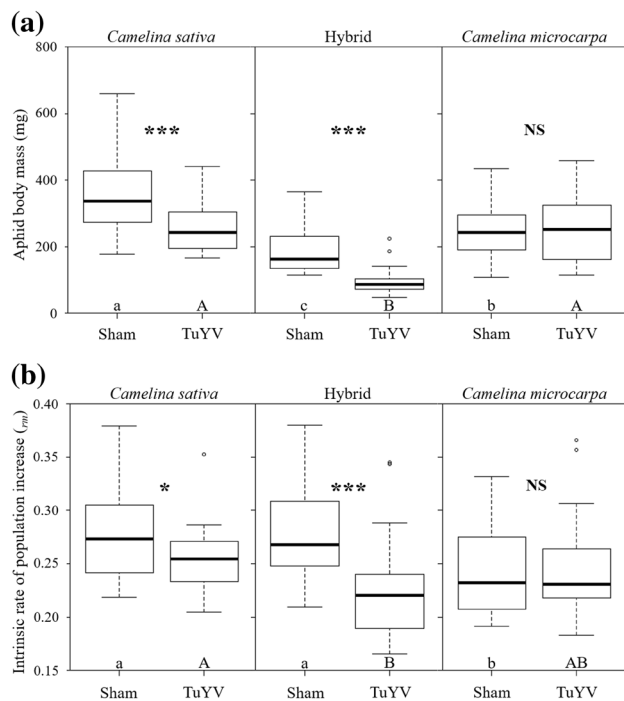 (a)
Camelina sativa Hybrid Camelina microcarpa
Aphid body mass (mg)
800
600
400
200
0
*** *** NS
a A c B b A
Sham TuYV Sham TuYV Sham TuYV
(b)
Camelina sativa Hybrid Camelina microcarpa
Intrinsic rate of population increase (rm)
0.40
0.35
0.30
0.25
0.20
0.15
* *** NS
a A a B b AB
Sham TuYV Sham TuYV Sham TuYV